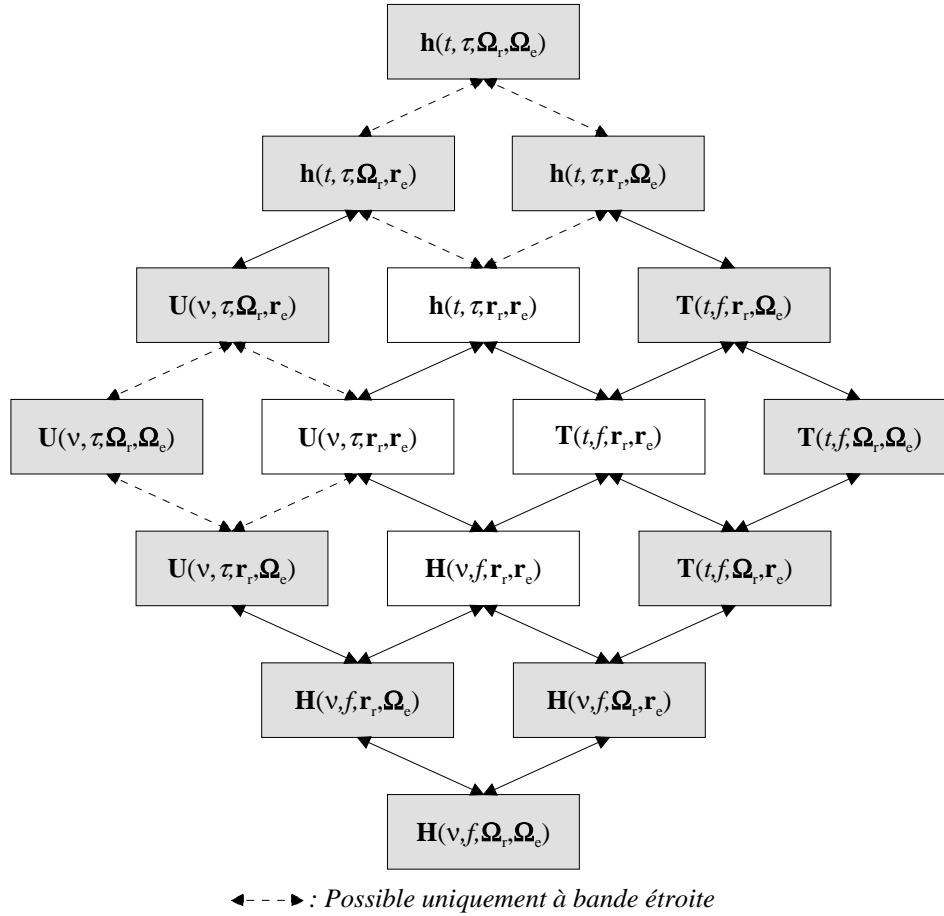 h(t, τ, Ω_r, Ω_e)
h(t, τ, Ω_r, r_e) h(t, τ, r_r, Ω_e)
U(ν, τ, Ω_r, r_e) h(t, τ, r_r, r_e) T(t, f, r_r, Ω_e)
U(ν, τ, Ω_r, Ω_e) U(ν, τ, r_r, r_e) T(t, f, r_r, r_e) T(t, f, Ω_r, Ω_e)
U(ν, τ, r_r, Ω_e) H(ν, f, r_r, r_e) T(t, f, Ω_r, r_e)
H(ν, f, r_r, Ω_e) H(ν, f, Ω_r, r_e)
H(ν, f, Ω_r, Ω_e)
: Possible uniquement à bande étroite